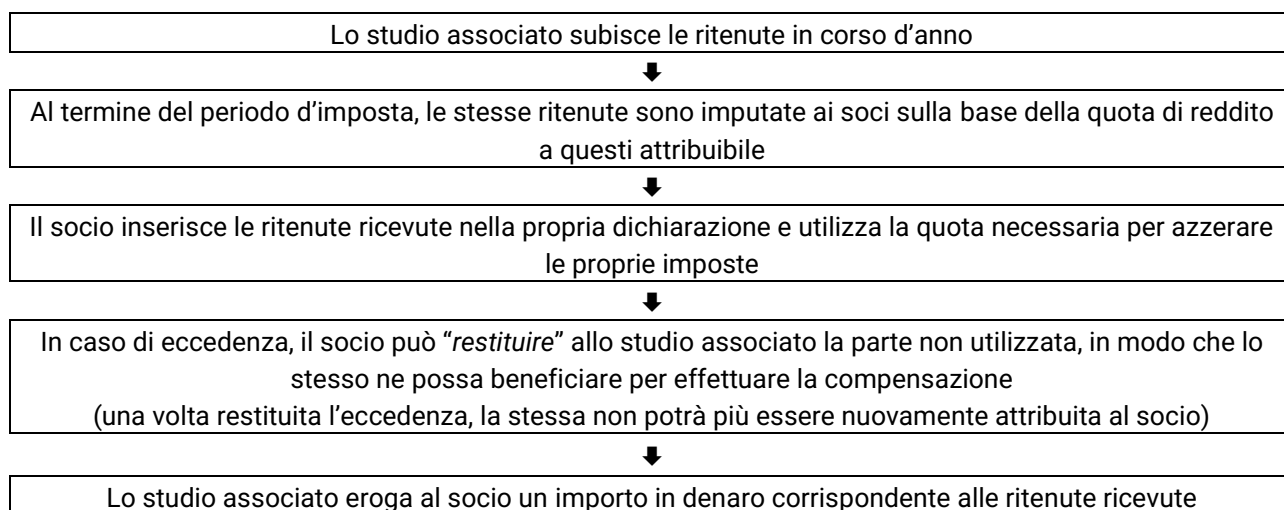 Lo studio associato subisce le ritenute in corso d’anno
Al termine del periodo d’imposta, le stesse ritenute sono imputate ai soci sulla base della quota di reddito
a questi attribuibile
Il socio inserisce le ritenute ricevute nella propria dichiarazione e utilizza la quota necessaria per azzerare
le proprie imposte
In caso di eccedenza, il socio può “restituire” allo studio associato la parte non utilizzata, in modo che lo
stesso ne possa beneficiare per effettuare la compensazione
(una volta restituita l’eccedenza, la stessa non potrà più essere nuovamente attribuita al socio)
Lo studio associato eroga al socio un importo in denaro corrispondente alle ritenute ricevute